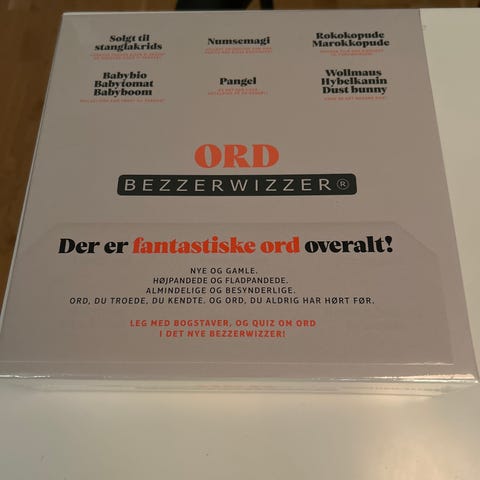 Solgt til
stanglakrids
Numsemagi
Rokokopude
Marokkopude
Babybio
Babytomat
Babyboom
Pangel
Wollmaus
Hybelkanin
Dust bunny
ORD
BEZZERWIZZER®
Der er fantastiske ord overalt!
NYE OG GAMLE.
HØJPANDEDE OG FLADPANDEDE.
ALMINDELIGE OG BESYNDERLIGE.
ORD, DU TROEDE, DU KENDTE. OG ORD, DU ALDRIG HAR HØRT FØR.
LEG MED BOGSTAVER, OG QUIZ OM ORD
I DET NYE BEZZERWIZZER!